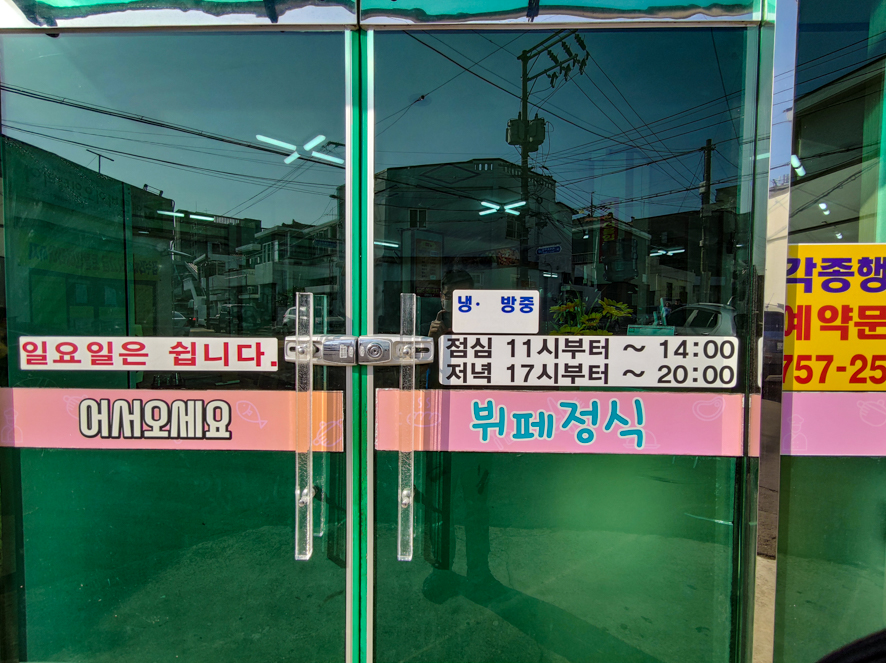 일요일은 쉽니다.
어서오세요
냉· 방중
점심 11시부터 ~ 14:00
저녁 17시부터 ~ 20:00
뷔페정식
각종행
예약문
757-25